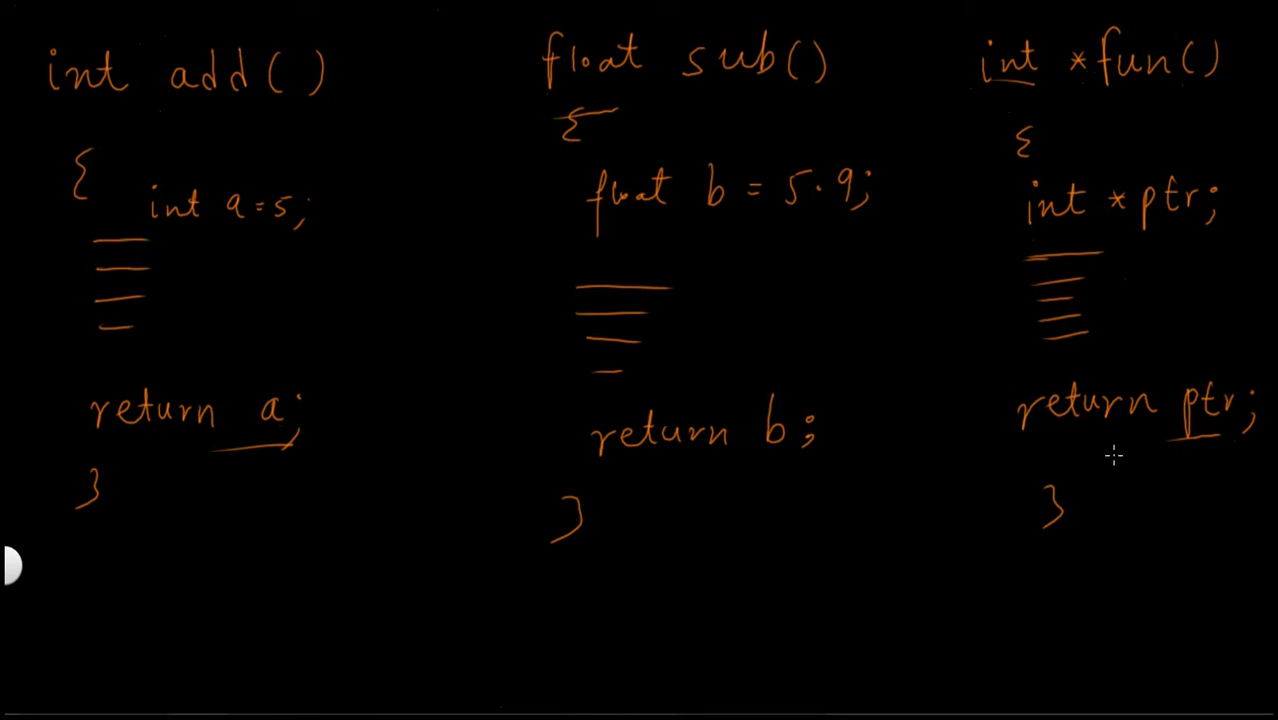 int add()
{
int a=5;
return a;
}
float sub()
{
float b = 5.9;
return b;
}
int *fun()
{
int *ptr;
return ptr;
}